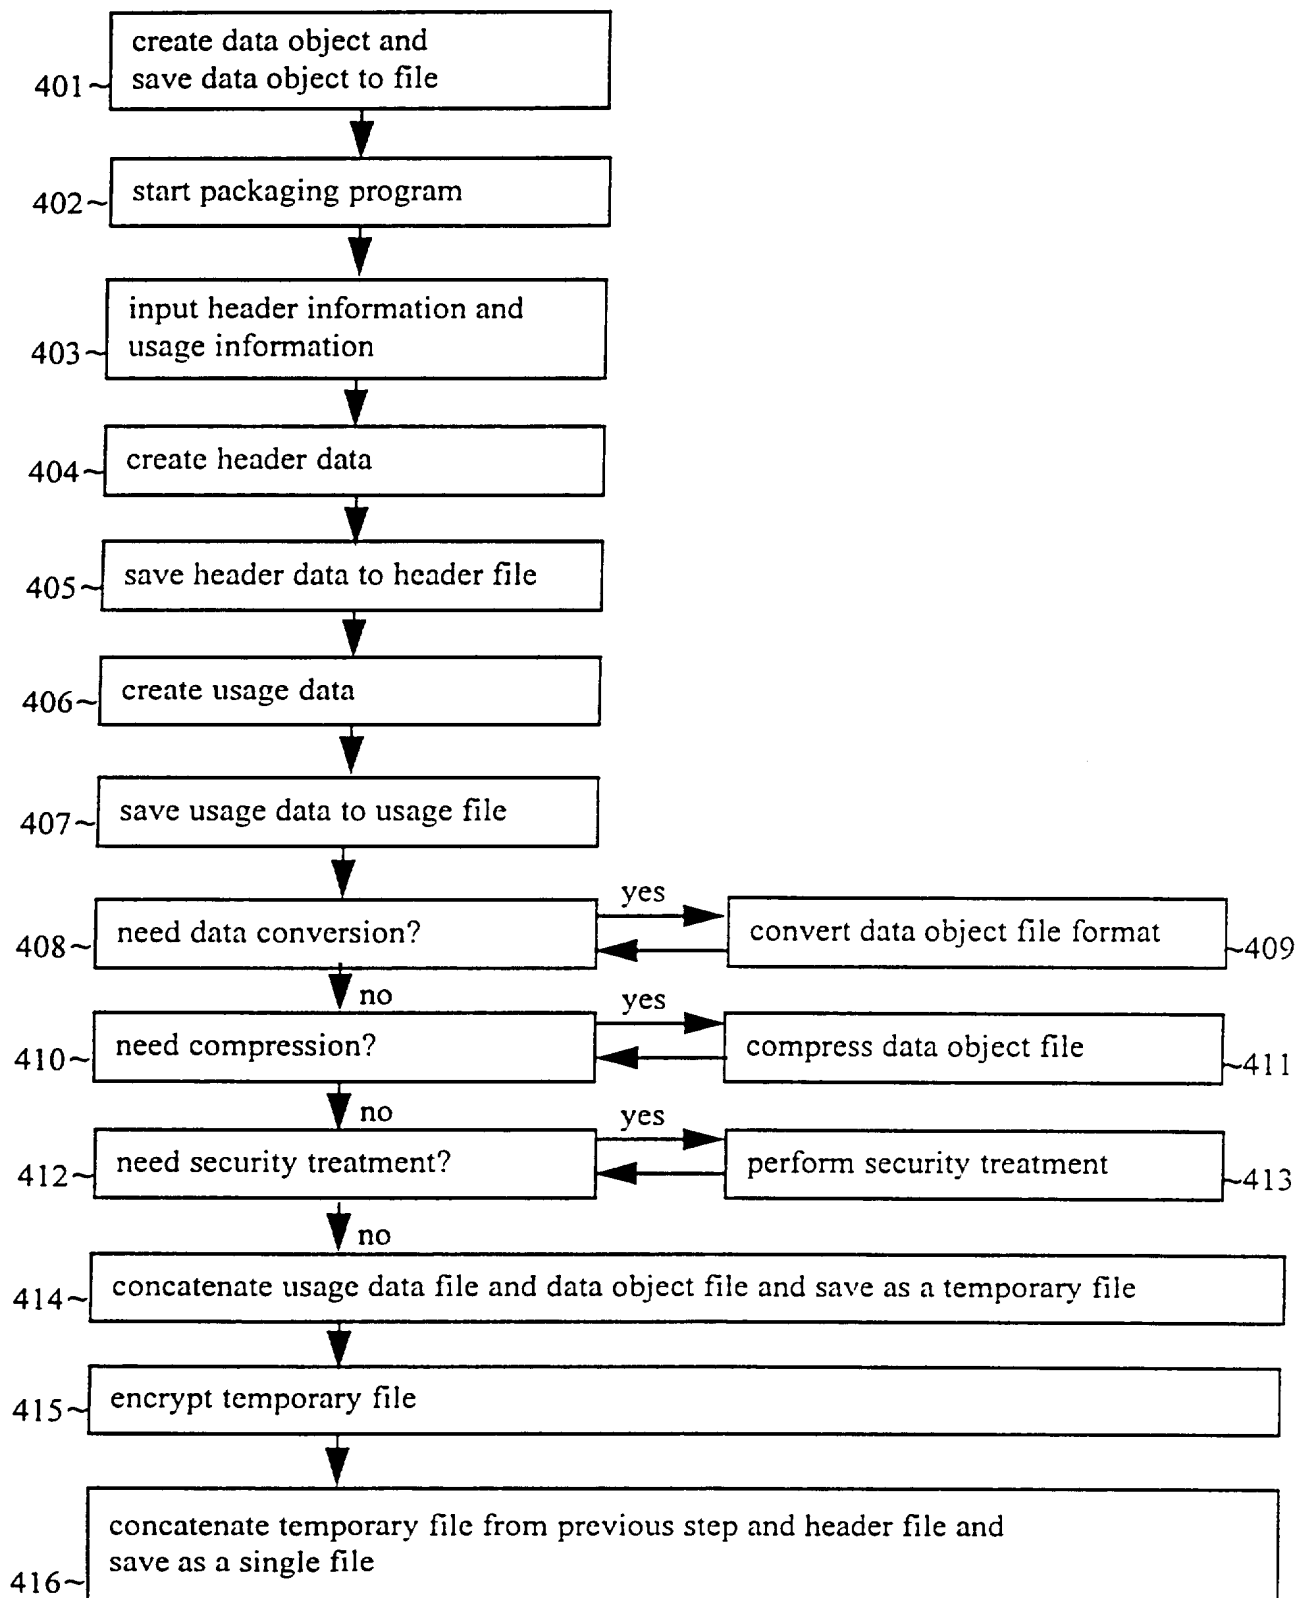 create data object and
save data object to file
401~
start packaging program
402~
input header information and
usage information
403~
create header data
404~
save header data to header file
405~
create usage data
406~
save usage data to usage file
407~
yes
need data conversion?
convert data object file format
408~
~409
no
yes
need compression?
compress data object file
410~
~411
no
yes
need security treatment?
perform security treatment
412~
~413
no
concatenate usage data file and data object file and save as a temporary file
414~
encrypt temporary file
415~
concatenate temporary file from previous step and header file and
save as a single file
416~